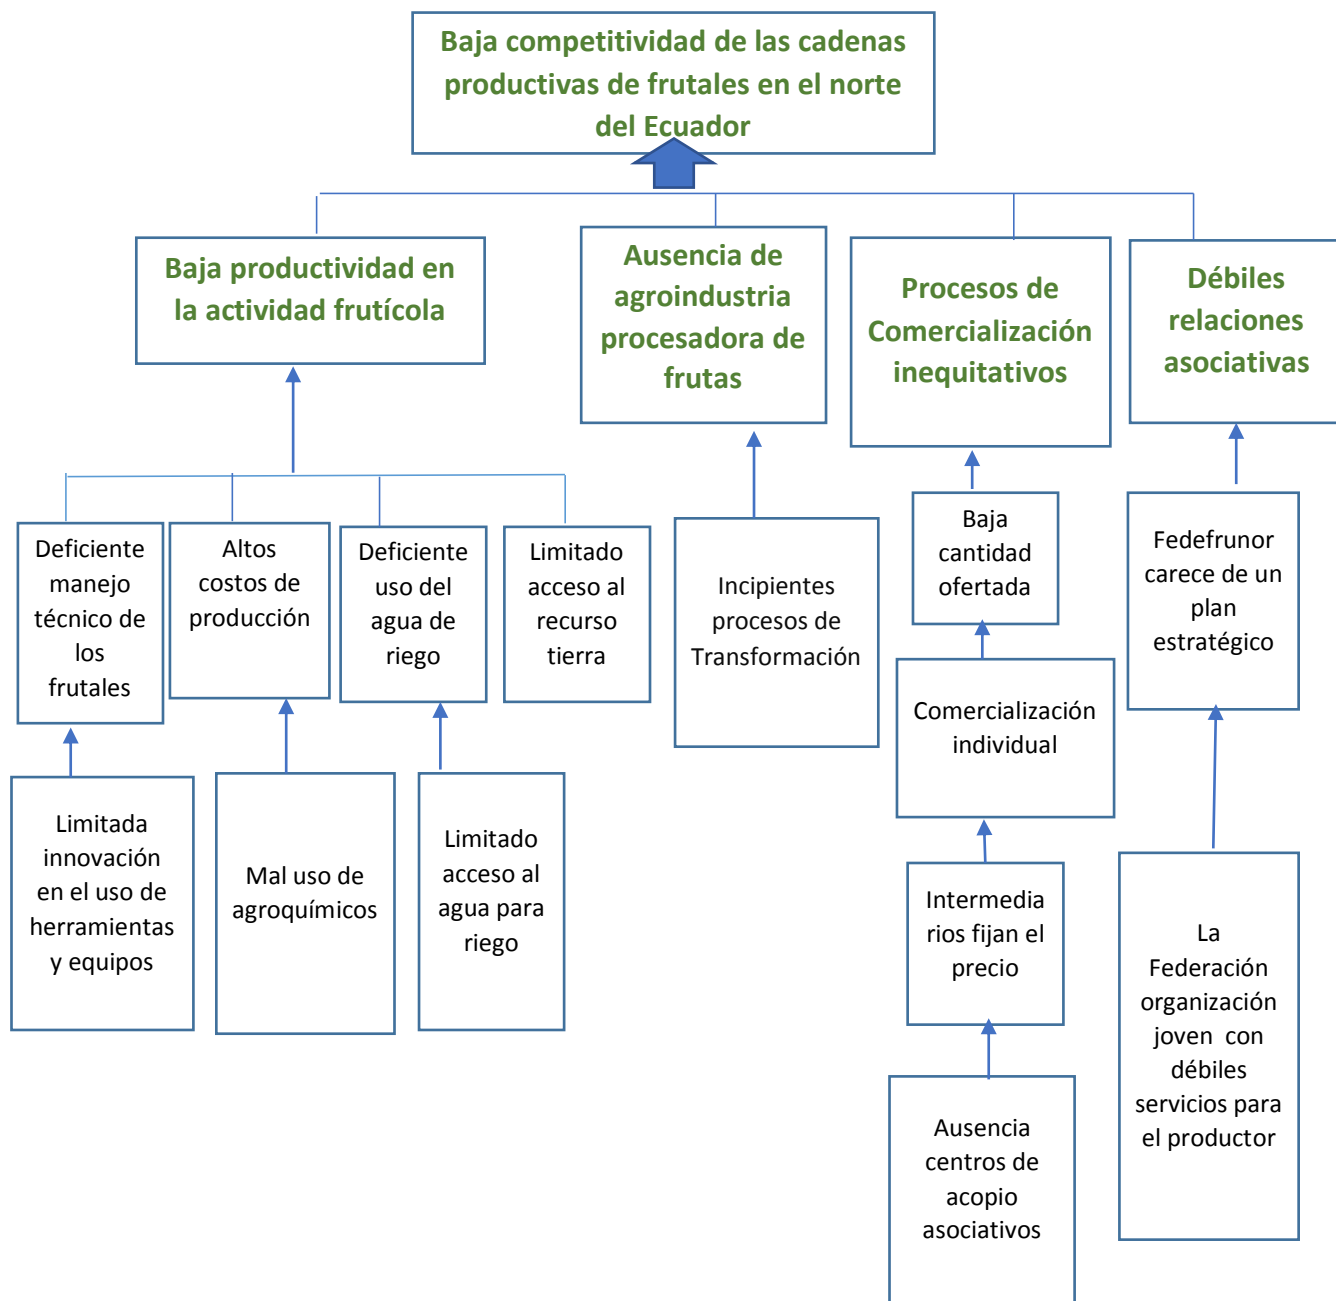 Baja competitividad de las cadenas
productivas de frutales en el norte
del Ecuador
Baja productividad en
la actividad frutícola
Ausencia de
agroindustria
procesadora de
frutas
Procesos de
Comercialización
inequitativos
Débiles
relaciones
asociativas
Deficiente
manejo
técnico de
los
frutales
Altos
costos de
producción
Deficiente
uso del
agua de
riego
Limitado
acceso al
recurso
tierra
Incipientes
procesos de
Transformación
Baja
cantidad
ofertada
Fedefrunor
carece de un
plan
estratégico
Comercialización
individual
Limitada
innovación
en el uso de
herramientas
y equipos
Mal uso de
agroquímicos
Limitado
acceso al
agua para
riego
Intermedia
rios fijan el
precio
La
Federación
organización
joven  con
débiles
servicios para
el productor
Ausencia
centros de
acopio
asociativos